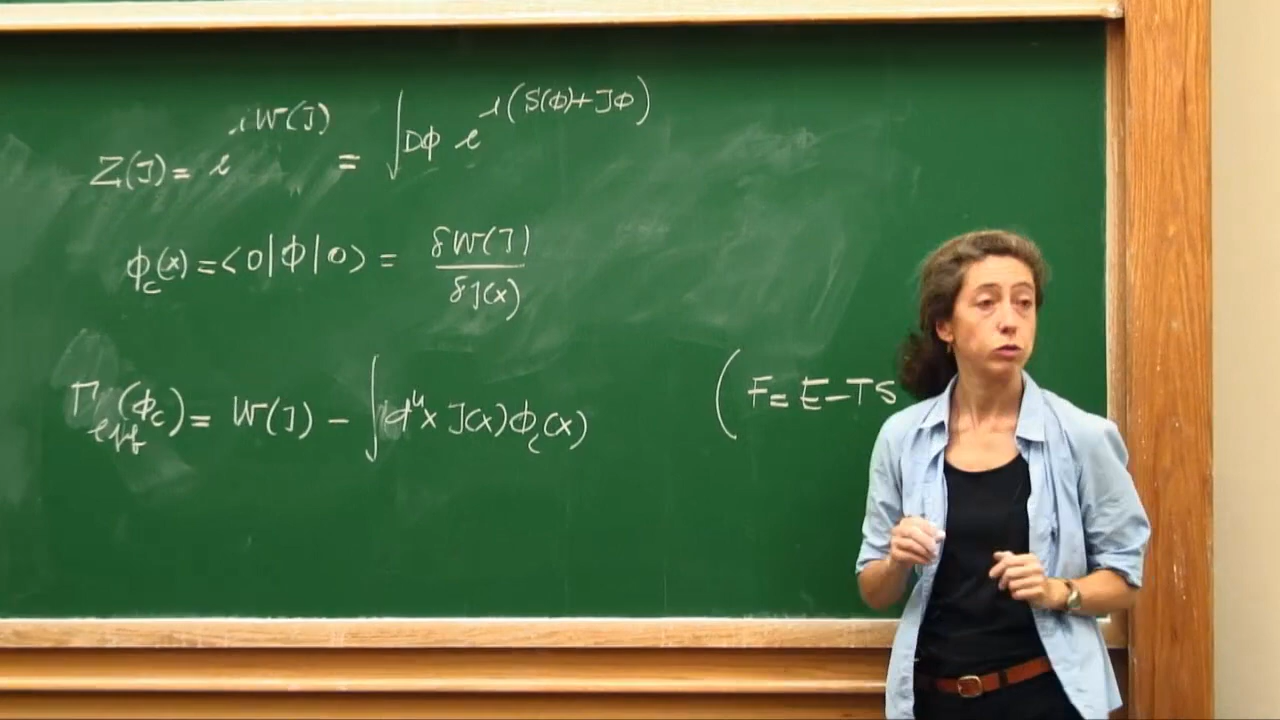 Z(J) = e^{iW(J)} = ∫ Dϕ e^{i(S(ϕ)+Jϕ)}
ϕ_c(x) = <0|ϕ|0> = δW(J) / δJ(x)
Γ_eff(ϕ_c) = W(J) - ∫ d⁴x J(x)ϕ_c(x) ( F = E - TS